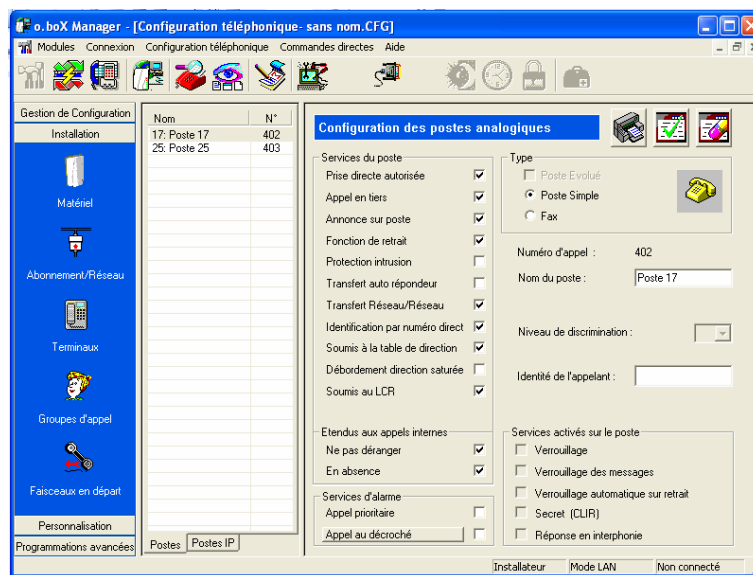 o.boX Manager - [Configuration téléphonique- sans nom.CFG]
Modules Connexion Configuration téléphonique Commandes directes Aide
Gestion de Configuration
Installation
Matériel
Abonnement/Réseau
Terminaux
Groupes d'appel
Faisceaux en départ
Personnalisation
Programmations avancées
Nom N°
17: Poste 17 402
25: Poste 25 403
Postes Postes IP
Configuration des postes analogiques
Services du poste
Prise directe autorisée
Appel en tiers
Annonce sur poste
Fonction de retrait
Protection intrusion
Transfert auto répondeur
Transfert Réseau/Réseau
Identification par numéro direct
Soumis à la table de direction
Débordement direction saturée
Soumis au LCR
Etendus aux appels internes
Ne pas déranger
En absence
Services d'alarme
Appel prioritaire
Appel au décroché
Type
Poste Evolué
Poste Simple
Fax
Numéro d'appel : 402
Nom du poste : Poste 17
Niveau de discrimination :
Identité de l'appelant :
Services activés sur le poste
Verrouillage
Verrouillage des messages
Verrouillage automatique sur retrait
Secret (CLIR)
Réponse en interphonie
Installateur Mode LAN Non connecté